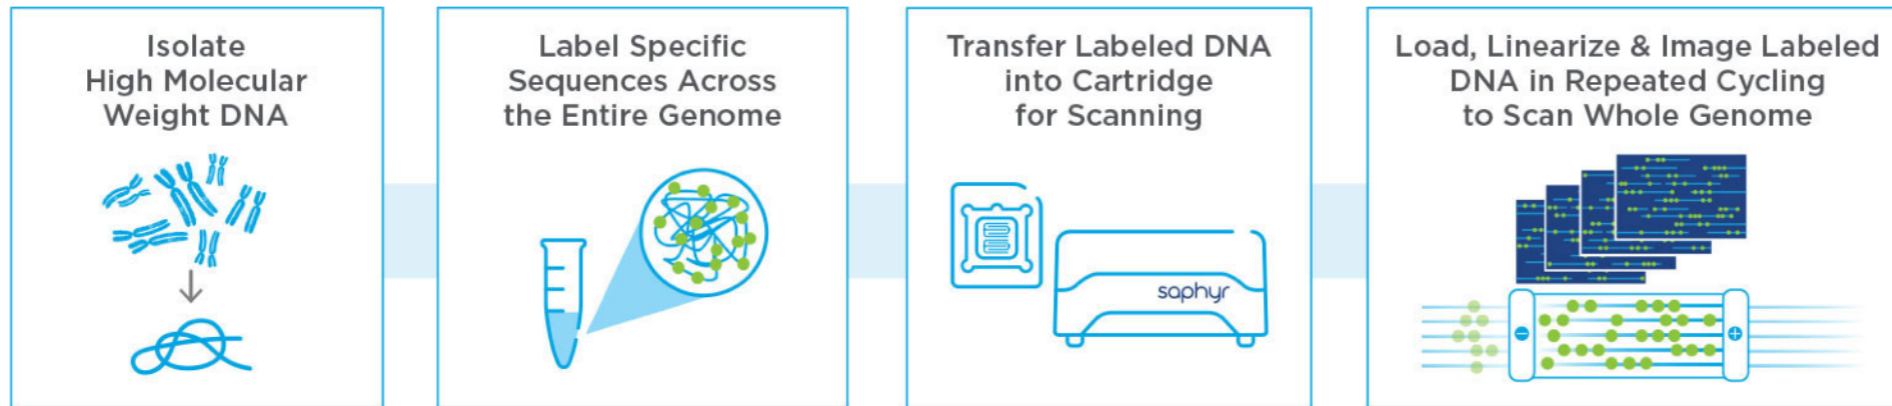 Isolate
High Molecular
Weight DNA
Label Specific
Sequences Across
the Entire Genome
Transfer Labeled DNA
into Cartridge
for Scanning
saphyr
Load, Linearize & Image Labeled
DNA in Repeated Cycling
to Scan Whole Genome